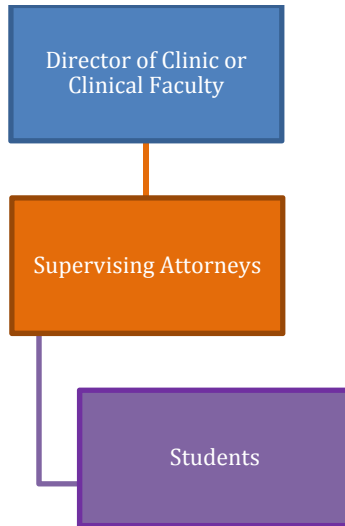 Director of Clinic or
Clinical Faculty
Supervising Attorneys
Students